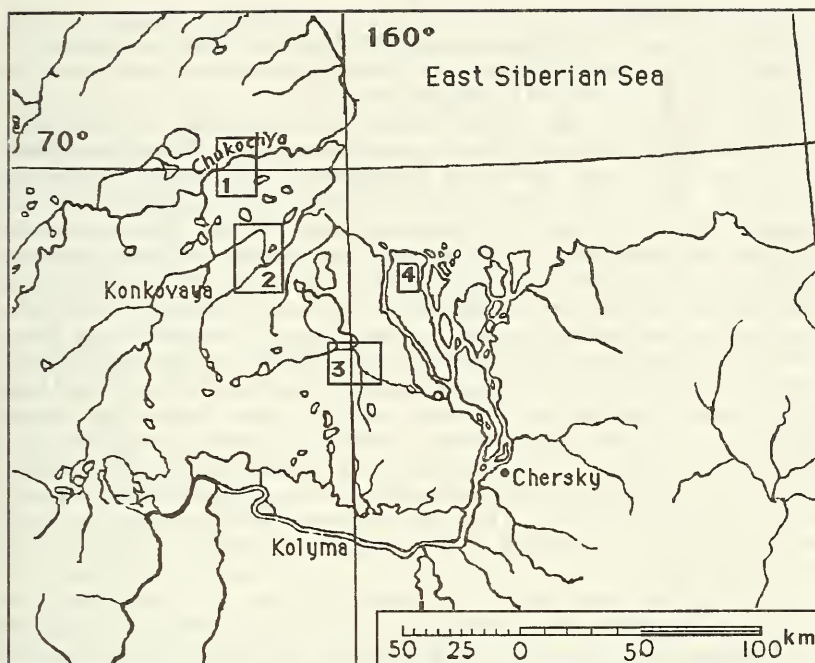 160°
East Siberian Sea
70°
Chukochya
1
2
4
Konkovaya
3
Chersky
Kolyma
50 25 0 50 100 km